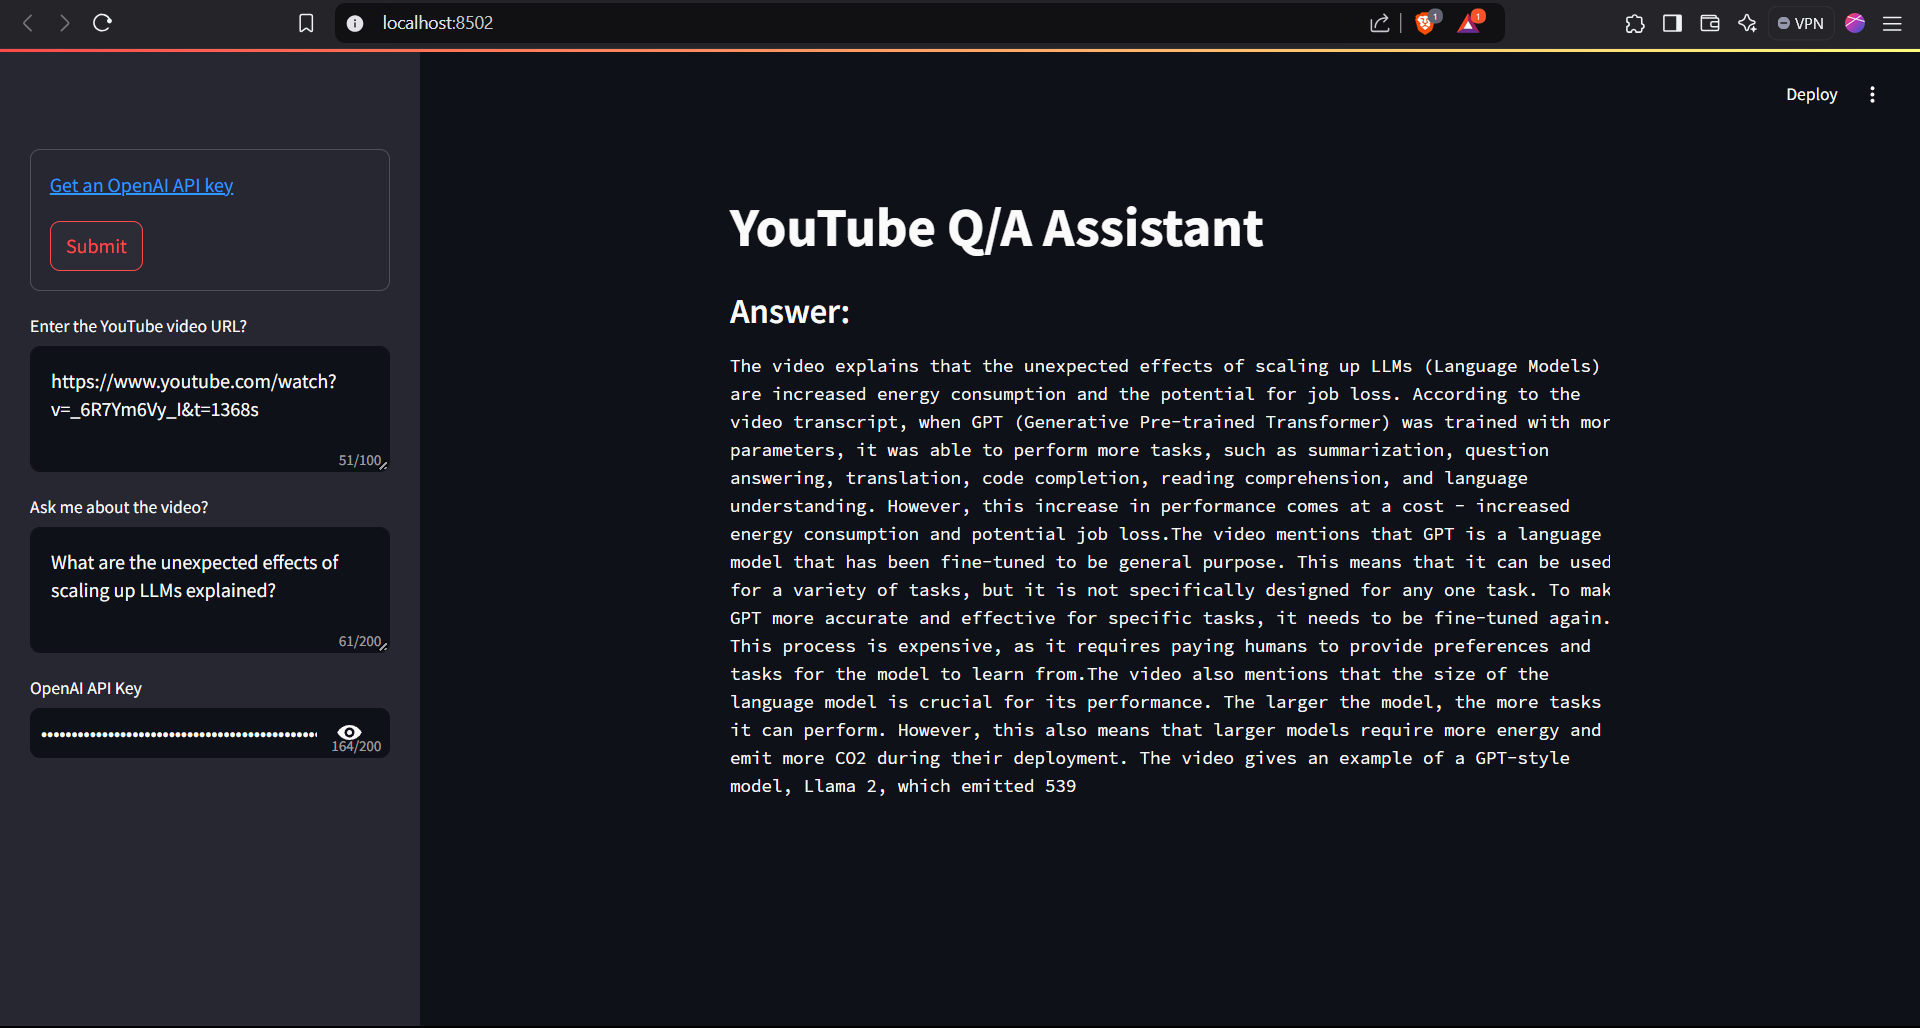 localhost:8502
1
1
VPN
Deploy
Get an OpenAI API key
Submit
Enter the YouTube video URL?
https://www.youtube.com/watch?
v=_6R7Ym6Vy_I&t=1368s
51/100
Ask me about the video?
What are the unexpected effects of
scaling up LLMs explained?
61/200
OpenAI API Key
164/200
YouTube Q/A Assistant
Answer:
The video explains that the unexpected effects of scaling up LLMs (Language Models)
are increased energy consumption and the potential for job loss. According to the
video transcript, when GPT (Generative Pre-trained Transformer) was trained with mor
parameters, it was able to perform more tasks, such as summarization, question
answering, translation, code completion, reading comprehension, and language
understanding. However, this increase in performance comes at a cost - increased
energy consumption and potential job loss.The video mentions that GPT is a language
model that has been fine-tuned to be general purpose. This means that it can be used
for a variety of tasks, but it is not specifically designed for any one task. To mak
GPT more accurate and effective for specific tasks, it needs to be fine-tuned again.
This process is expensive, as it requires paying humans to provide preferences and
tasks for the model to learn from.The video also mentions that the size of the
language model is crucial for its performance. The larger the model, the more tasks
it can perform. However, this also means that larger models require more energy and
emit more CO2 during their deployment. The video gives an example of a GPT-style
model, Llama 2, which emitted 539